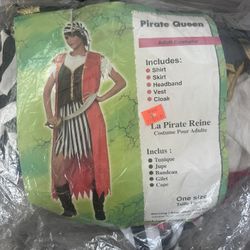 Pirate Queen
Adult Costume
Includes:
• Shirt
• Skirt
• Headband
• Vest
• Cloak
La Pirate Reine
Costume Pour Adulte
Inclus :
• Tunique
• Jupe
• Bandeau
• Gilet
• Cape
One size